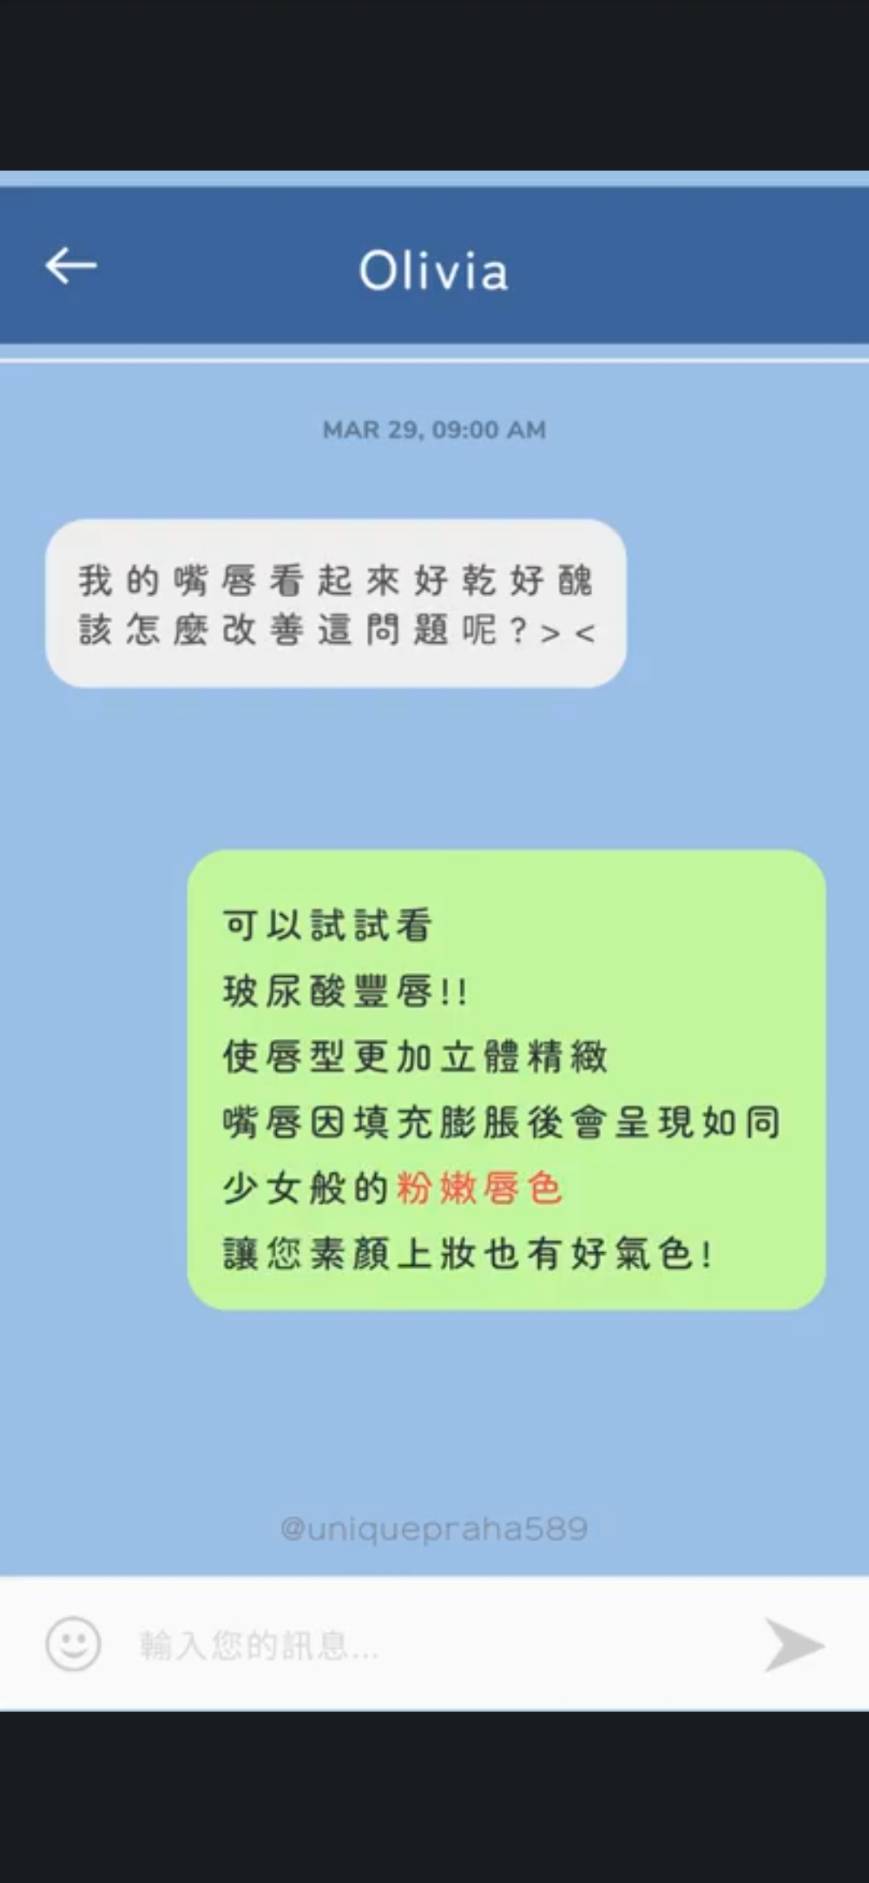 Olivia
MAR 29, 09:00 AM
我的嘴唇看起來好乾好醜
該怎麼改善這問題呢?><
可以試試看
玻尿酸豐唇!!
使唇型更加立體精緻
嘴唇因填充膨脹後會呈現如同
少女般的粉嫩唇色
讓您素顏上妝也有好氣色!
@uniquepraha589
輸入您的訊息...